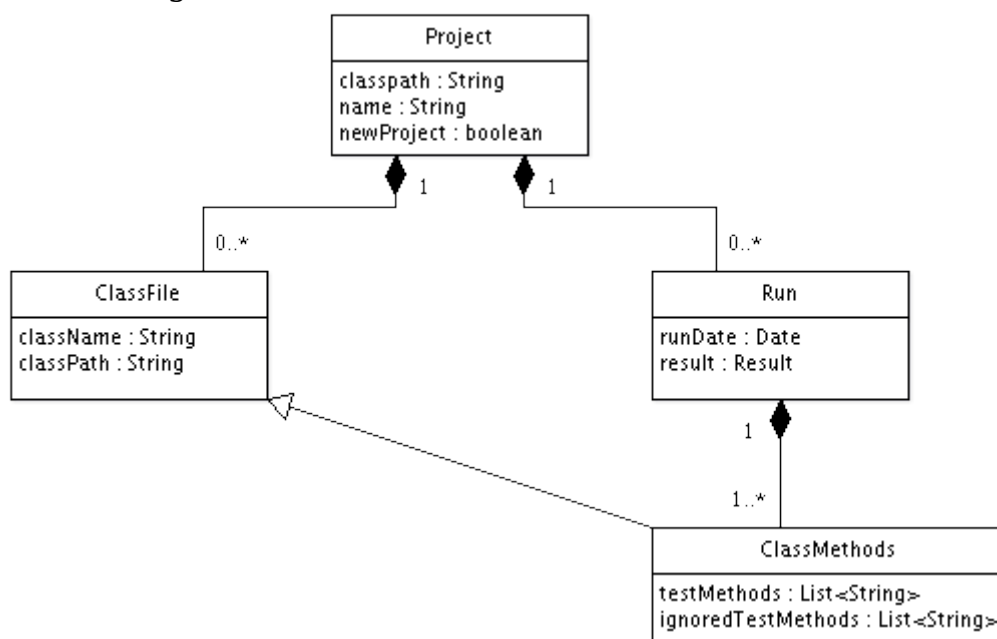 Project
classpath : String
name : String
newProject : boolean
1
1
0..*
0..*
ClassFile
className : String
classPath : String
Run
runDate : Date
result : Result
1
1..*
ClassMethods
testMethods : List<String>
ignoredTestMethods : List<String>